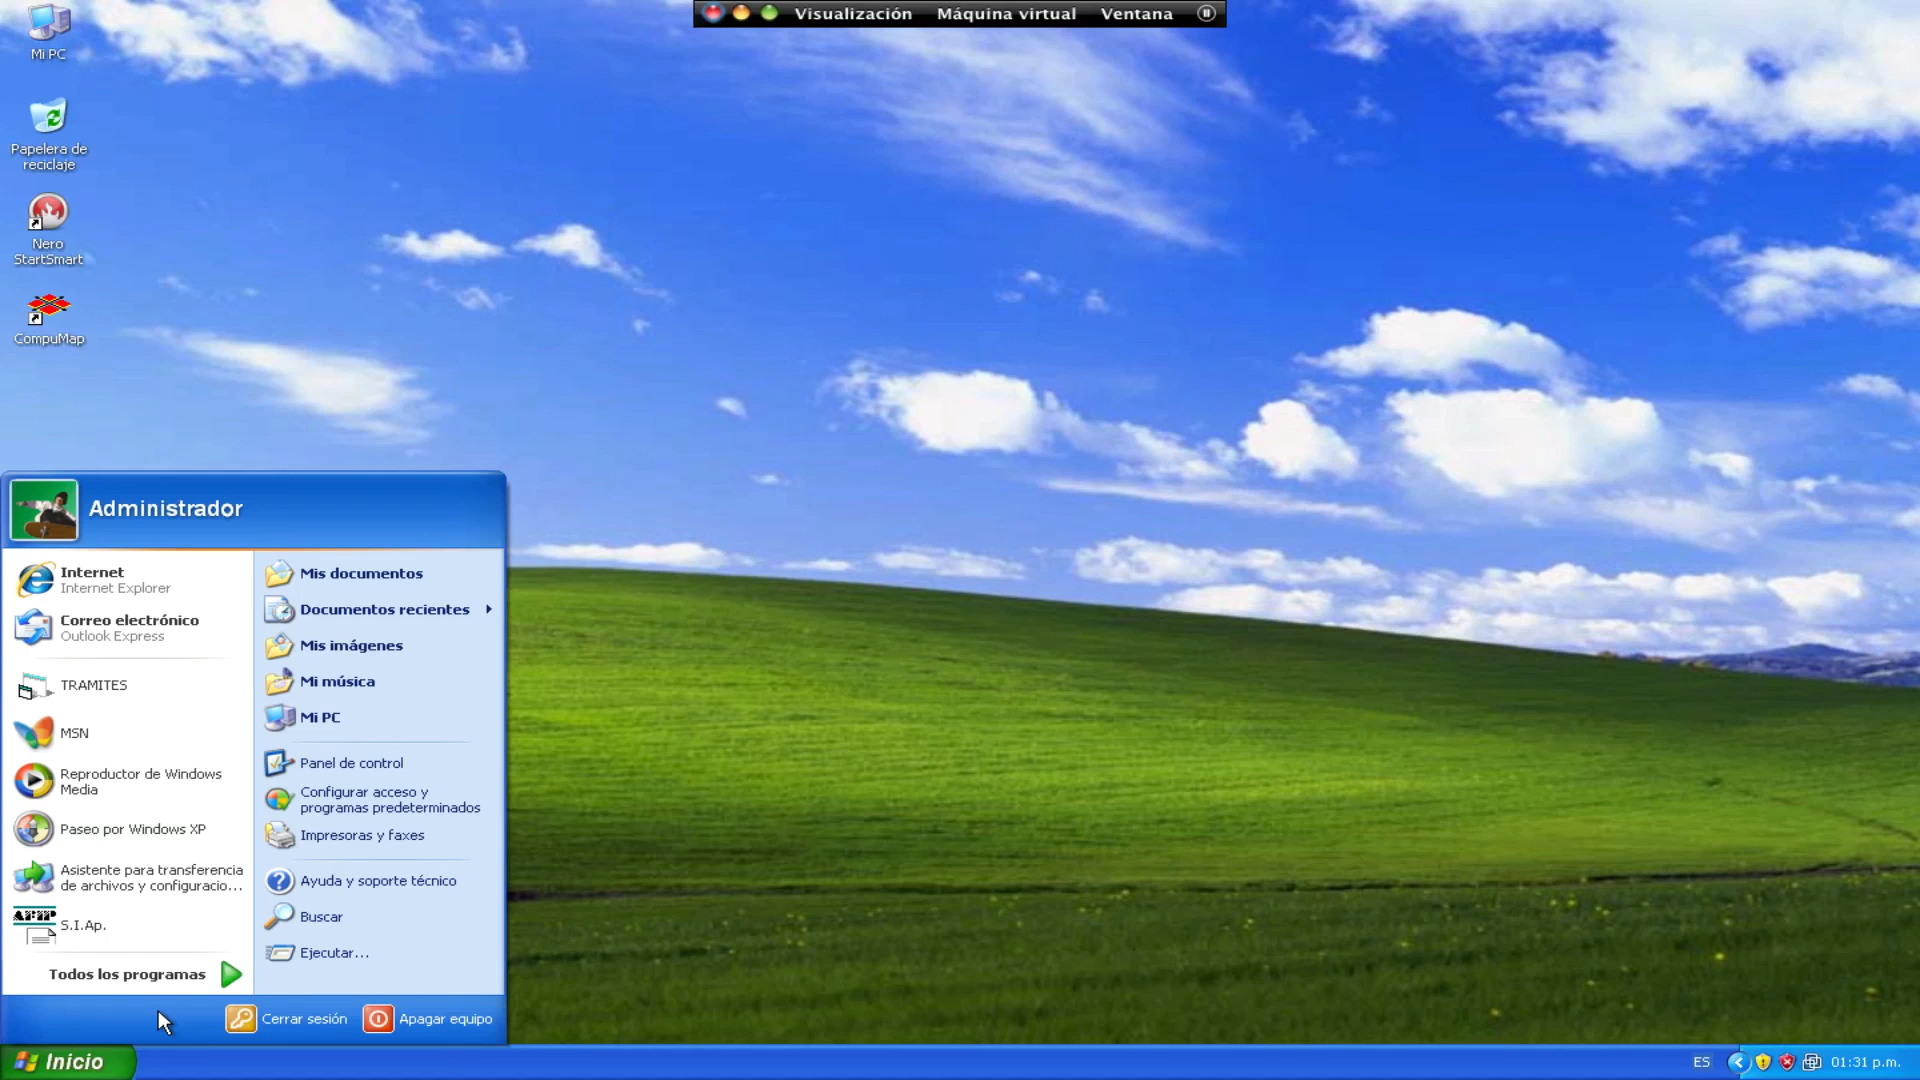 Visualización Máquina virtual Ventana
Mi PC
Papelera de
reciclaje
Nero
StartSmart
CompuMap
Administrador
Internet
Internet Explorer
Correo electrónico
Outlook Express
TRAMITES
MSN
Reproductor de Windows
Media
Paseo por Windows XP
Asistente para transferencia
de archivos y configuracio...
AFIP
S.I.Ap.
Todos los programas
Mis documentos
Documentos recientes
Mis imágenes
Mi música
Mi PC
Panel de control
Configurar acceso y
programas predeterminados
Impresoras y faxes
Ayuda y soporte técnico
Buscar
Ejecutar...
Cerrar sesión
Apagar equipo
Inicio
ES
01:31 p.m.